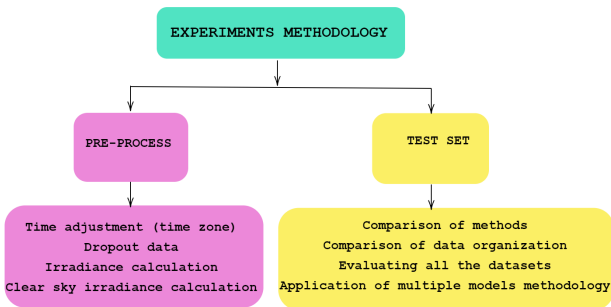 EXPERIMENTS METHODOLOGY
PRE-PROCESS
TEST SET
Time adjustment (time zone)
Dropout data
Irradiance calculation
Clear sky irradiance calculation
Comparison of methods
Comparison of data organization
Evaluating all the datasets
Application of multiple models methodology